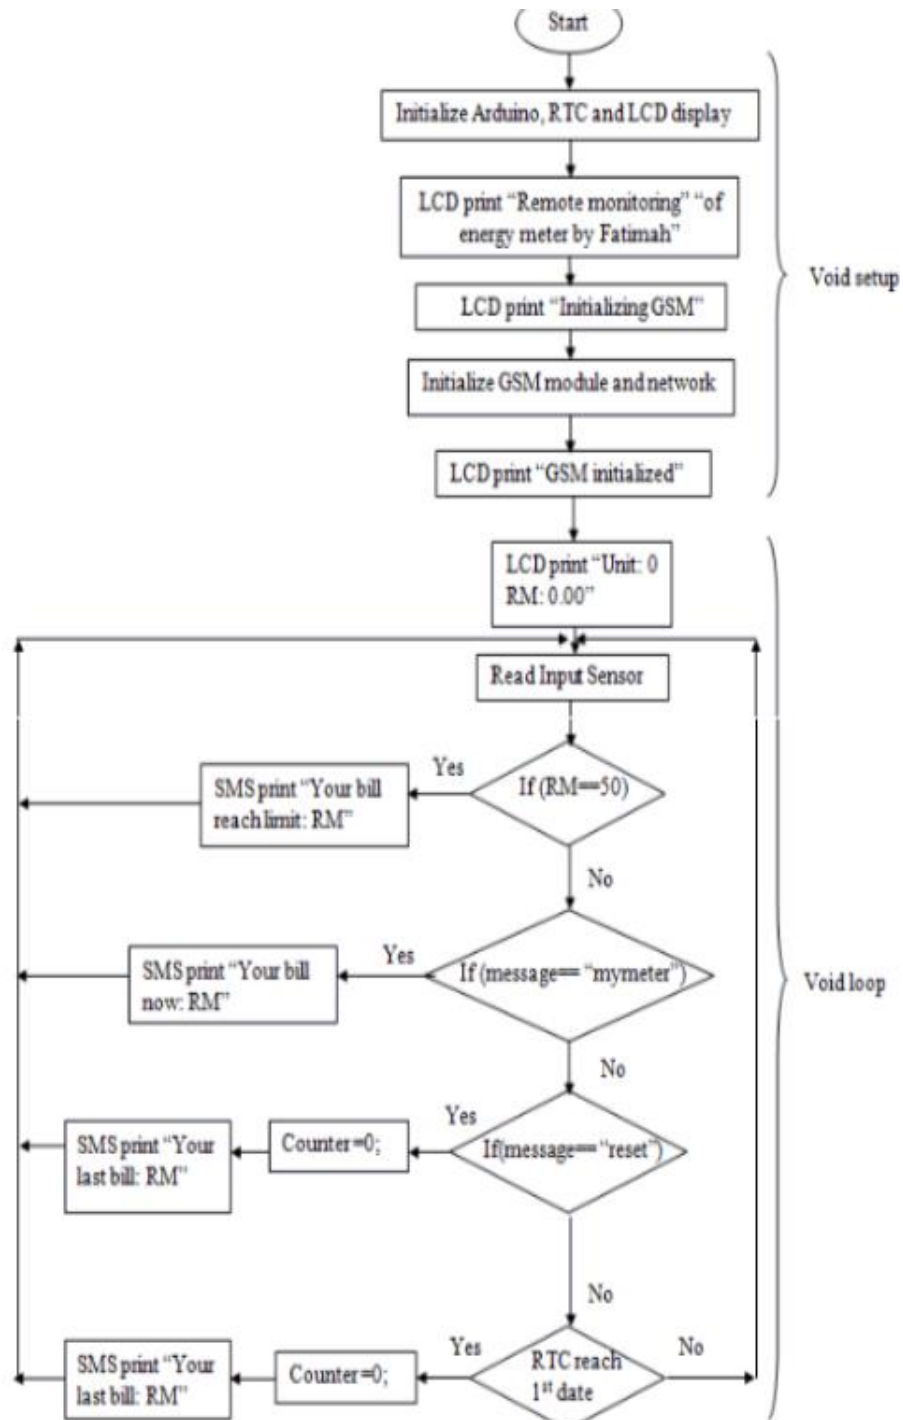 Start
Initialize Arduino, RTC and LCD display
LCD print “Remote monitoring” “of
energy meter by Fatimah”
Void setup
LCD print “Initializing GSM”
Initialize GSM module and network
LCD print “GSM initialized”
LCD print “Unit: 0
RM: 0.00”
Read Input Sensor
Yes
If (RM==50)
SMS print “Your bill
reach limit: RM”
No
Yes
If (message== “mymeter”)
SMS print “Your bill
now: RM”
Void loop
No
Yes
If(message== “reset”)
Counter=0;
SMS print “Your
last bill: RM”
No
Yes
RTC reach
1st date
No
Counter=0;
SMS print “Your
last bill: RM”